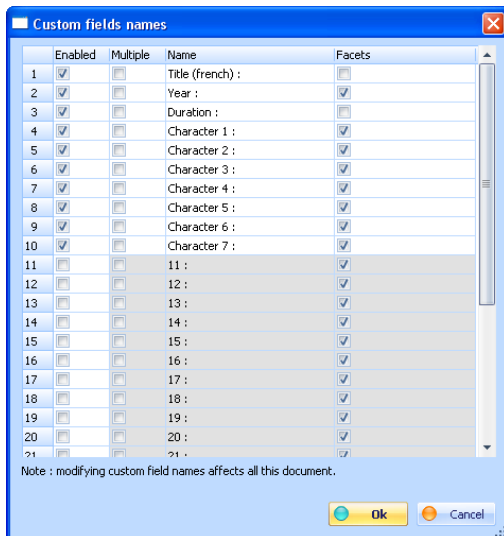 Custom fields names
Enabled Multiple Name Facets
1 Title (french) :
2 Year :
3 Duration :
4 Character 1 :
5 Character 2 :
6 Character 3 :
7 Character 4 :
8 Character 5 :
9 Character 6 :
10 Character 7 :
11 11 :
12 12 :
13 13 :
14 14 :
15 15 :
16 16 :
17 17 :
18 18 :
19 19 :
20 20 :
21 21 :
Note : modifying custom field names affects all this document.
Ok Cancel